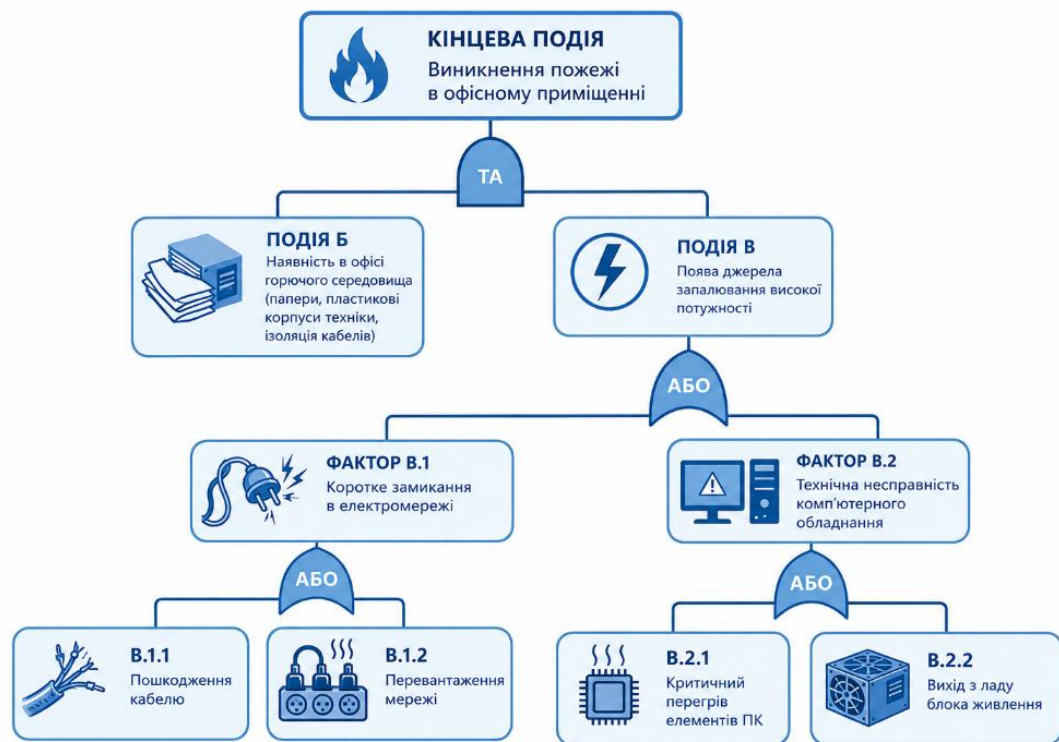 КІНЦЕВА ПОДІЯ
Виникнення пожежі
в офісному приміщенні
ТА
ПОДІЯ Б
Наявність в офісі
горючого середовища
(папери, пластикові
корпуси техніки,
ізоляція кабелів)
ПОДІЯ В
Поява джерела
запалювання високої
потужності
АБО
ФАКТОР В.1
Коротке замикання
в електромережі
ФАКТОР В.2
Технічна несправність
комп'ютерного
обладнання
АБО
АБО
В.1.1
Пошкодження
кабелю
В.1.2
Перевантаження
мережі
В.2.1
Критичний
перегрів
елементів ПК
В.2.2
Вихід з ладу
блока живлення